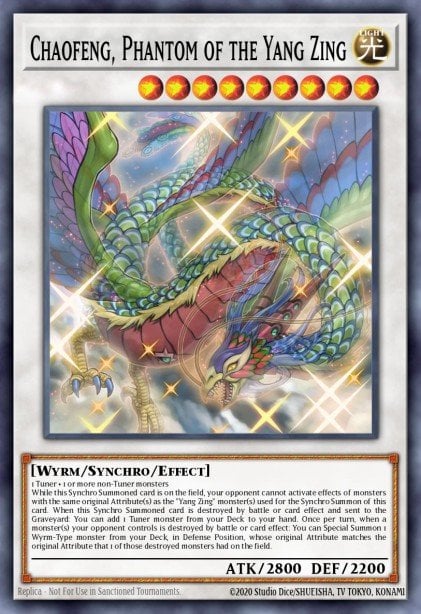 CHAOFENG, PHANTOM OF THE YANG ZING
LIGHT
光
[WYRM/SYNCHRO/EFFECT]
1 Tuner + 1 or more non-Tuner monsters
While this Synchro Summoned card is on the field, your opponent cannot activate effects of monsters
with the same original Attribute(s) as the "Yang Zing" monster(s) used for the Synchro Summon of this
card. When this Synchro Summoned card is destroyed by battle or card effect and sent to the
Graveyard: You can add 1 Tuner monster from your Deck to your hand. Once per turn, when a
monster(s) your opponent controls is destroyed by battle or card effect: You can Special Summon 1
Wyrm-Type monster from your Deck, in Defense Position, whose original Attribute matches the
original Attribute that 1 of those destroyed monsters had on the field.
ATK/2800 DEF/2200
Replica - Not For Use in Sanctioned Tournaments.
©2020 Studio Dice/SHUEISHA, TV TOKYO, KONAMI